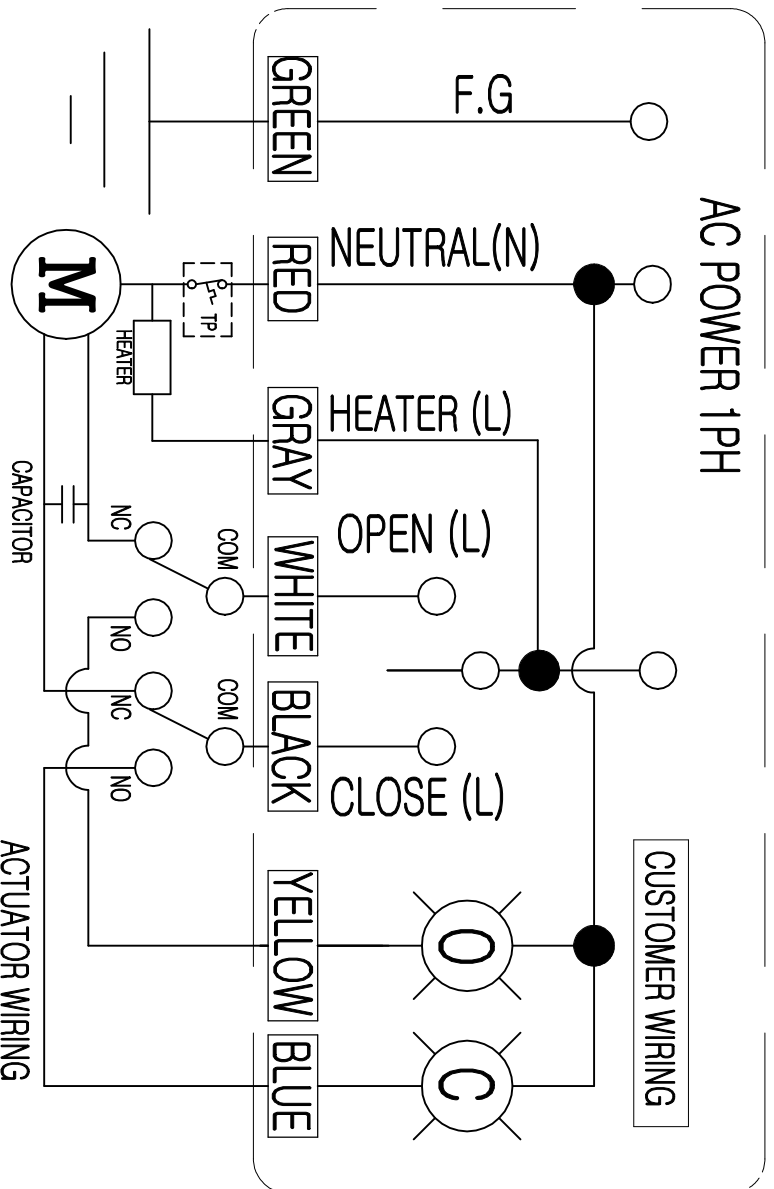 AC POWER 1PH
CUSTOMER WIRING
F.G
NEUTRAL(N)
HEATER (L)
OPEN (L)
CLOSE (L)
O
C
GREEN
RED
GRAY
WHITE
BLACK
YELLOW
BLUE
TP
HEATER
COM
COM
NC
NO
NC
NO
M
CAPACITOR
ACTUATOR WIRING